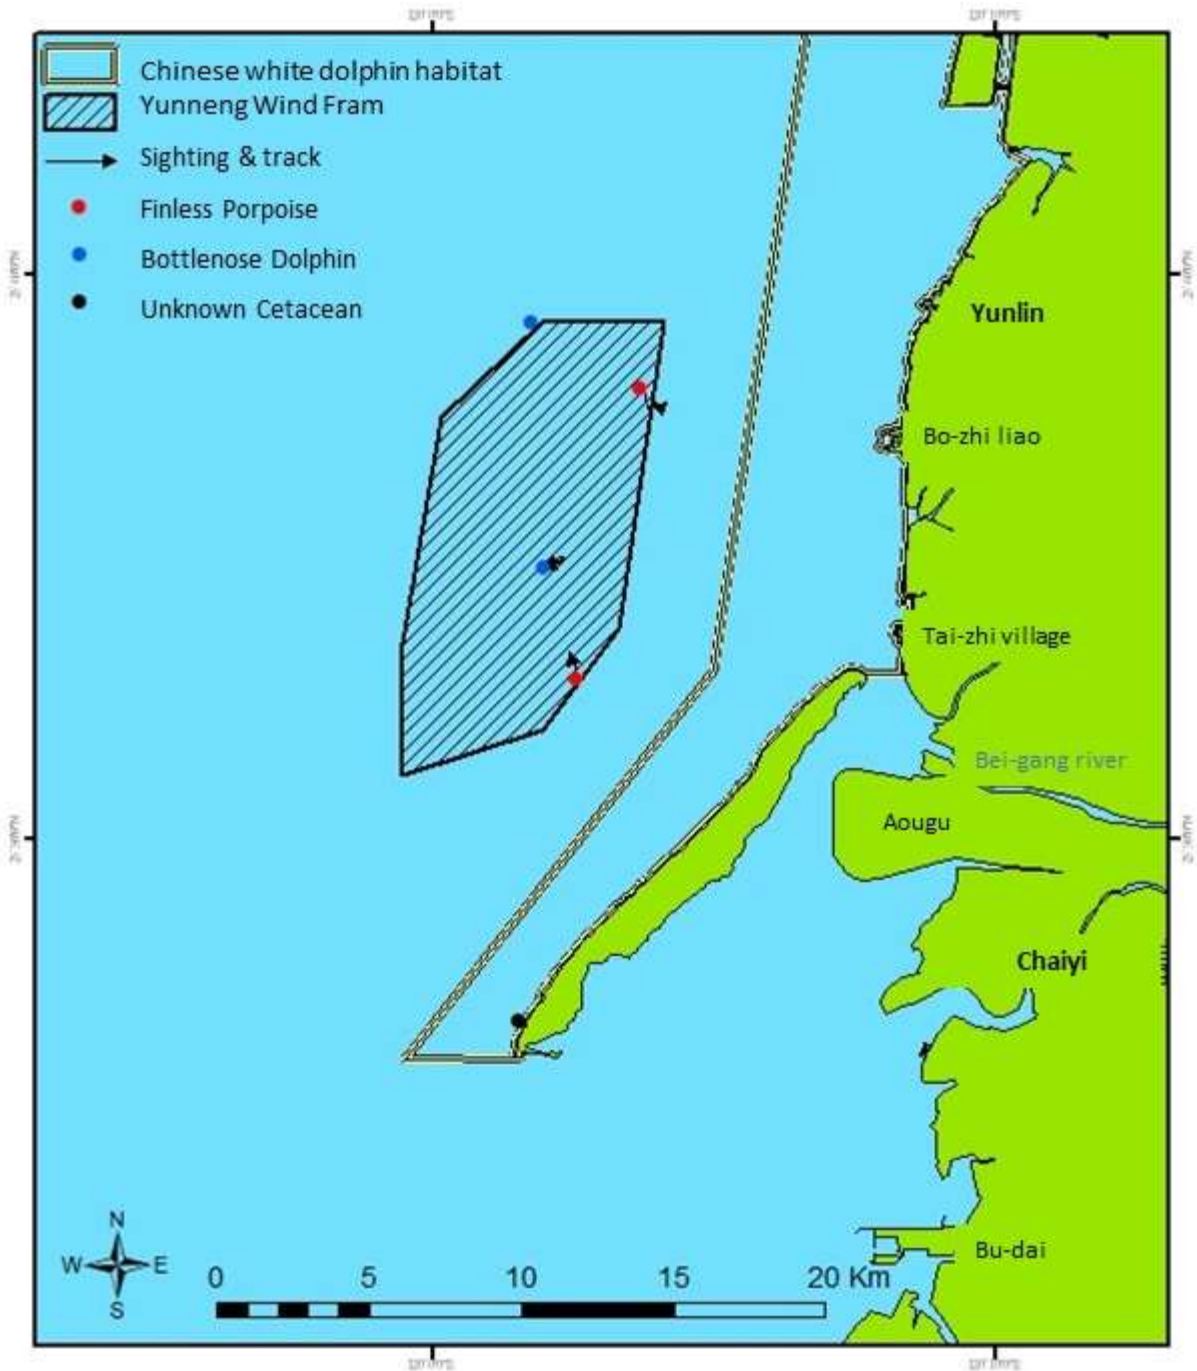 Chinese white dolphin habitat
Yunneng Wind Fram
Sighting & track
Finless Porpoise
Bottlenose Dolphin
Unknown Cetacean
Yunlin
Bo-zhi liao
Tai-zhi village
Bei-gang river
Aougu
Chaiyi
Bu-dai
N
W E
S
0 5 10 15 20 Km